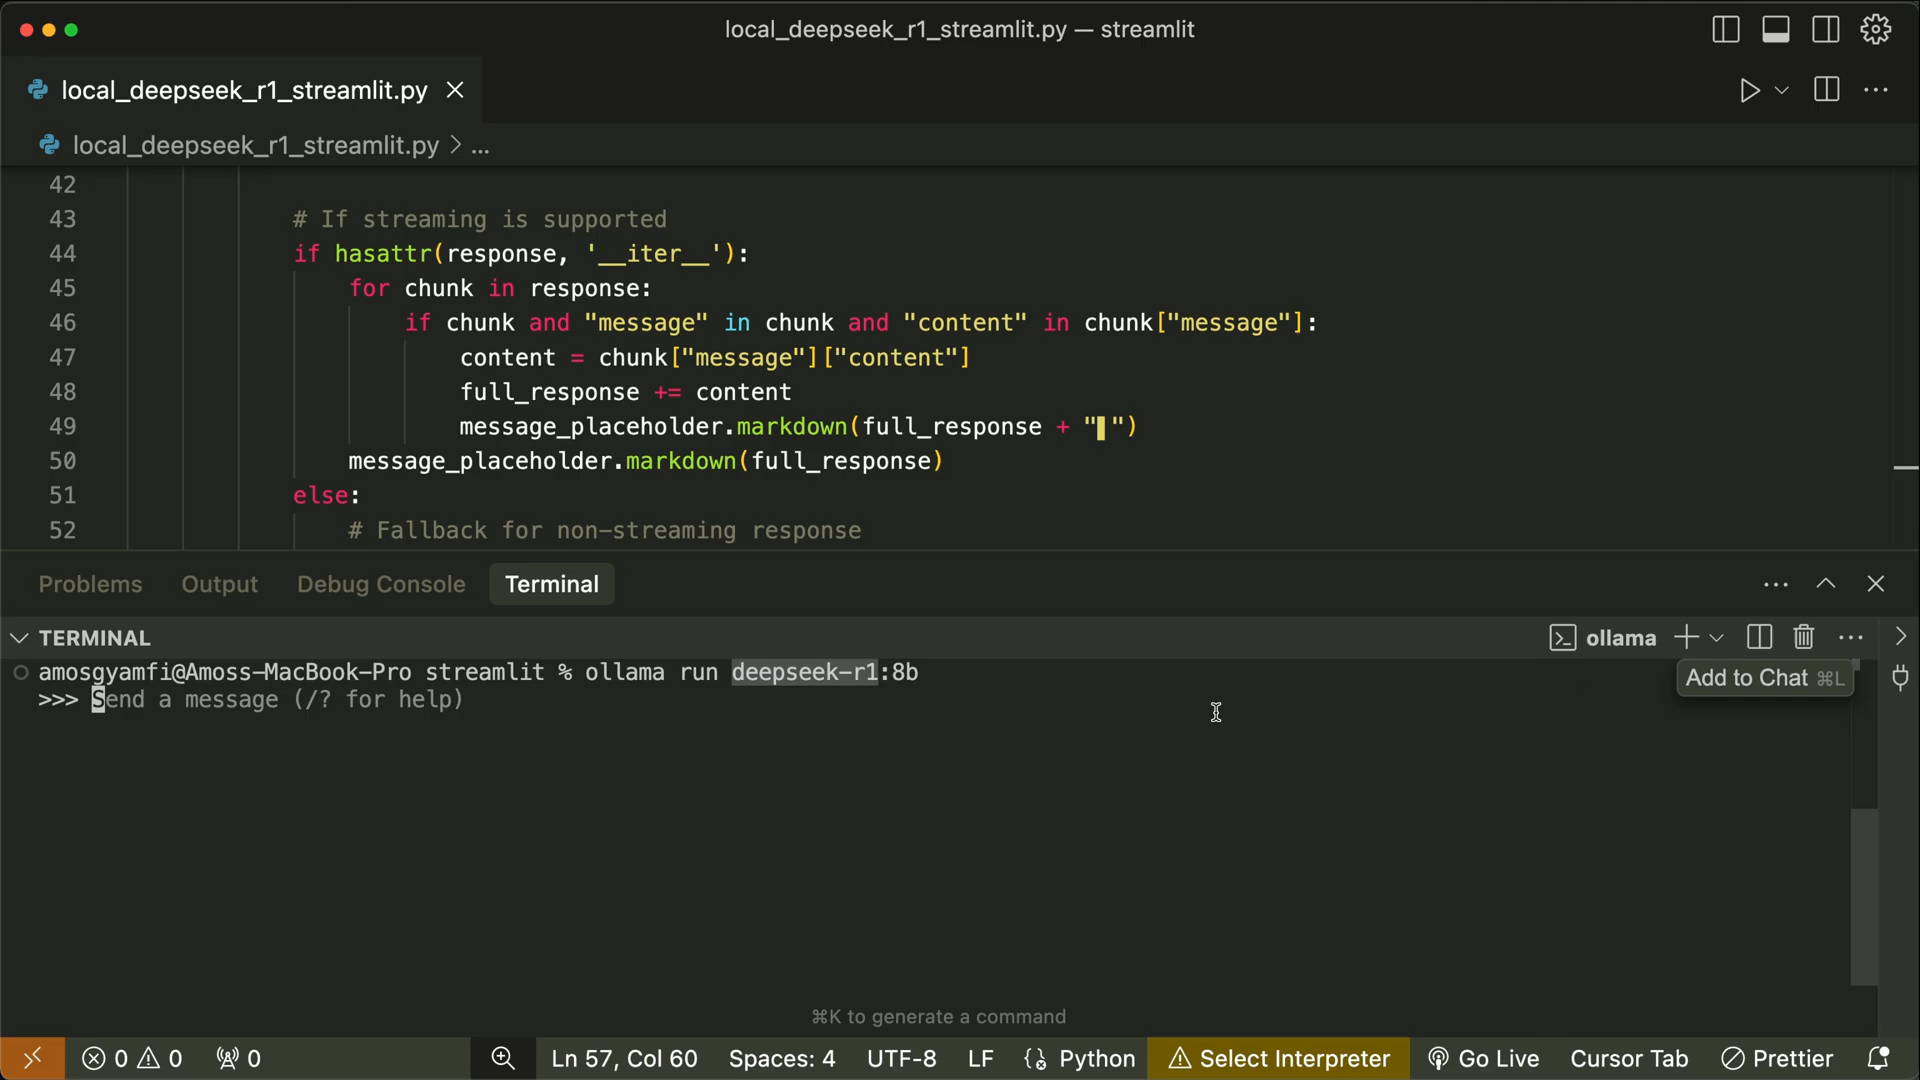 local_deepseek_r1_streamlit.py — streamlit
local_deepseek_r1_streamlit.py
local_deepseek_r1_streamlit.py > ...
42
43 # If streaming is supported
44 if hasattr(response, '__iter__'):
45 for chunk in response:
46 if chunk and "message" in chunk and "content" in chunk["message"]:
47 content = chunk["message"]["content"]
48 full_response += content
49 message_placeholder.markdown(full_response + "▌")
50 message_placeholder.markdown(full_response)
51 else:
52 # Fallback for non-streaming response
Problems Output Debug Console Terminal
TERMINAL ollama
amosgyamfi@Amoss-MacBook-Pro streamlit % ollama run deepseek-r1:8b
Add to Chat ⌘L
>>> Send a message (/? for help)
⌘K to generate a command
0 0 0 Ln 57, Col 60 Spaces: 4 UTF-8 LF Python Select Interpreter Go Live Cursor Tab Prettier